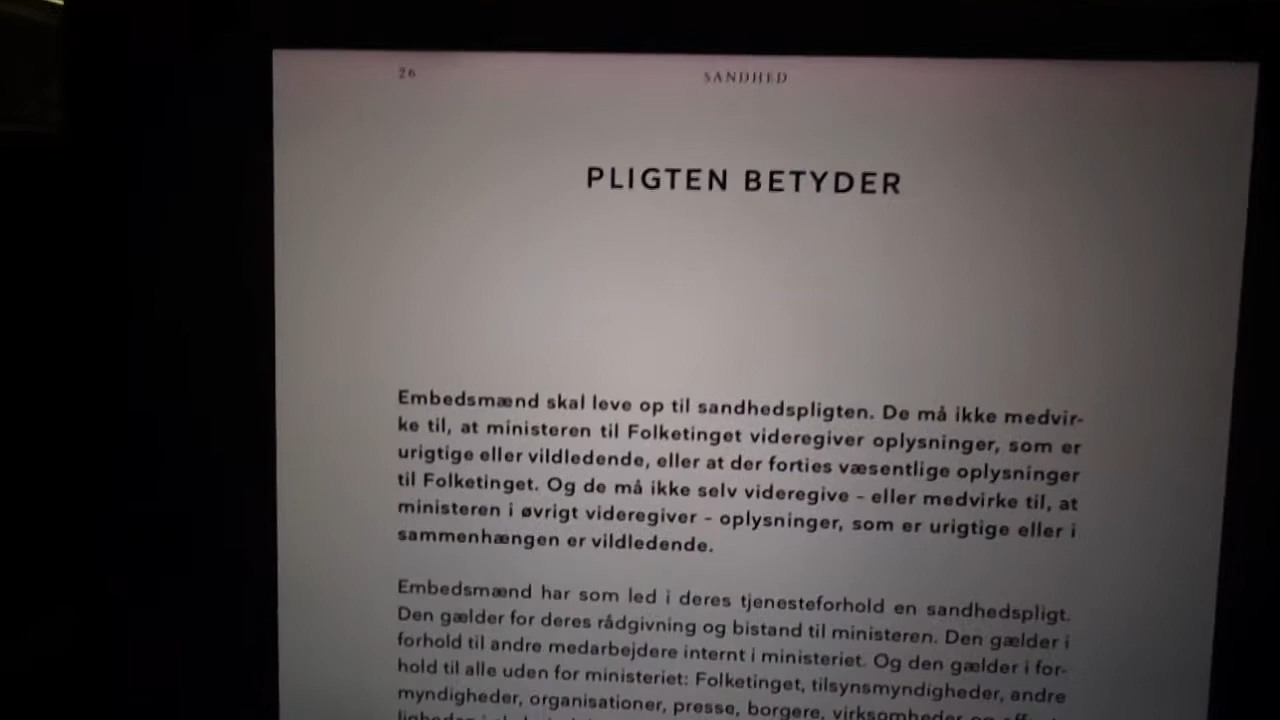 26
SANDHED
PLIGTEN BETYDER
Embedsmænd skal leve op til sandhedspligten. De må ikke medvir-
ke til, at ministeren til Folketinget videregiver oplysninger, som er
urigtige eller vildledende, eller at der forties væsentlige oplysninger
til Folketinget. Og de må ikke selv videregive – eller medvirke til, at
ministeren i øvrigt videregiver – oplysninger, som er urigtige eller i
sammenhængen er vildledende.
Embedsmænd har som led i deres tjenesteforhold en sandhedspligt.
Den gælder for deres rådgivning og bistand til ministeren. Den gælder i
forhold til andre medarbejdere internt i ministeriet. Og den gælder i for-
hold til alle uden for ministeriet: Folketinget, tilsynsmyndigheder, andre
myndigheder, organisationer, presse, borgere, virksomheder